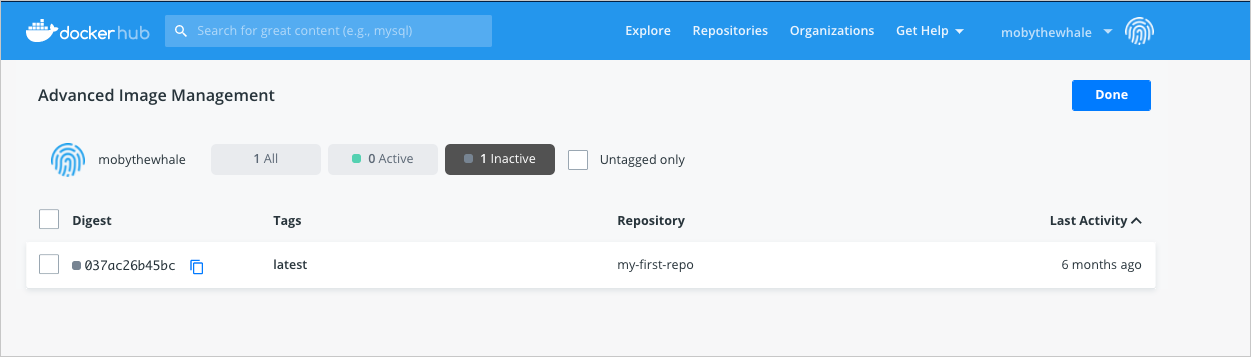 docker hub Search for great content (e.g., mysql) Explore Repositories Organizations Get Help mobythewhale
Advanced Image Management Done
mobythewhale 1 All 0 Active 1 Inactive Untagged only
Digest Tags Repository Last Activity
037ac26b45bc latest my-first-repo 6 months ago